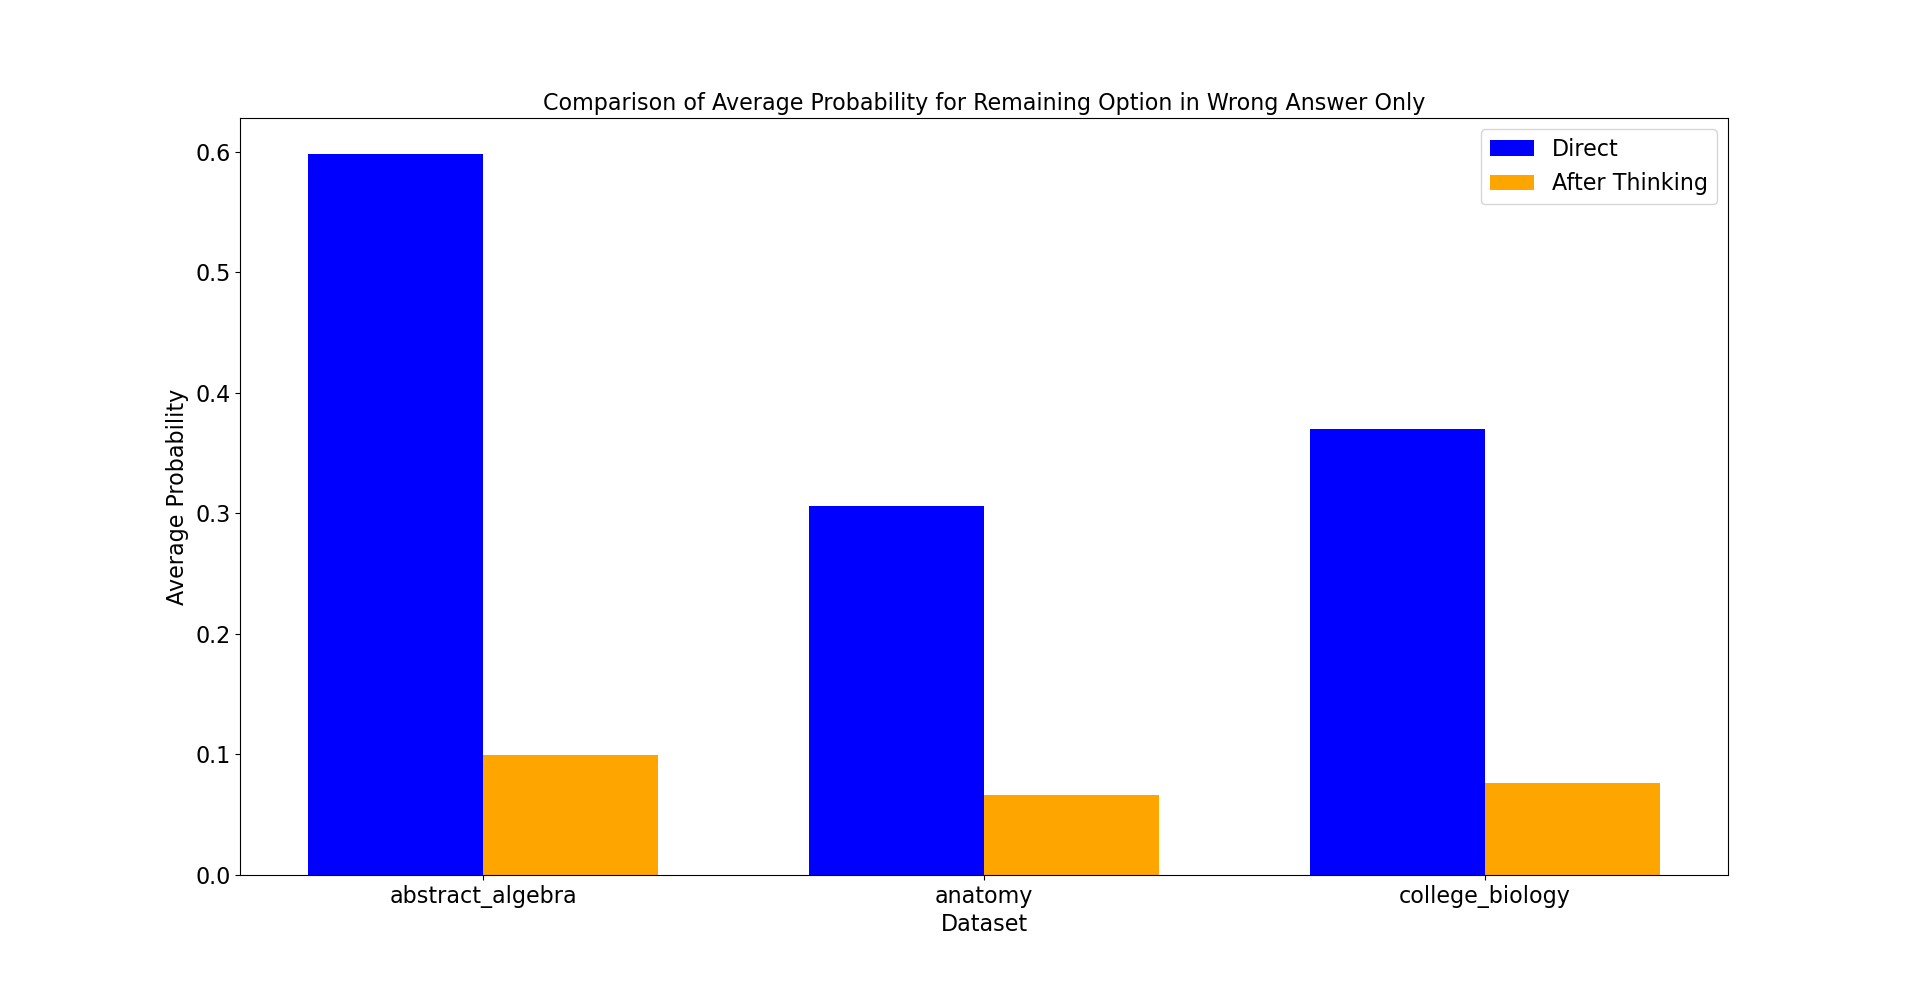 Comparison of Average Probability for Remaining Option in Wrong Answer Only
Direct
After Thinking
Average Probability
0.6
0.5
0.4
0.3
0.2
0.1
0.0
abstract_algebra
anatomy
college_biology
Dataset